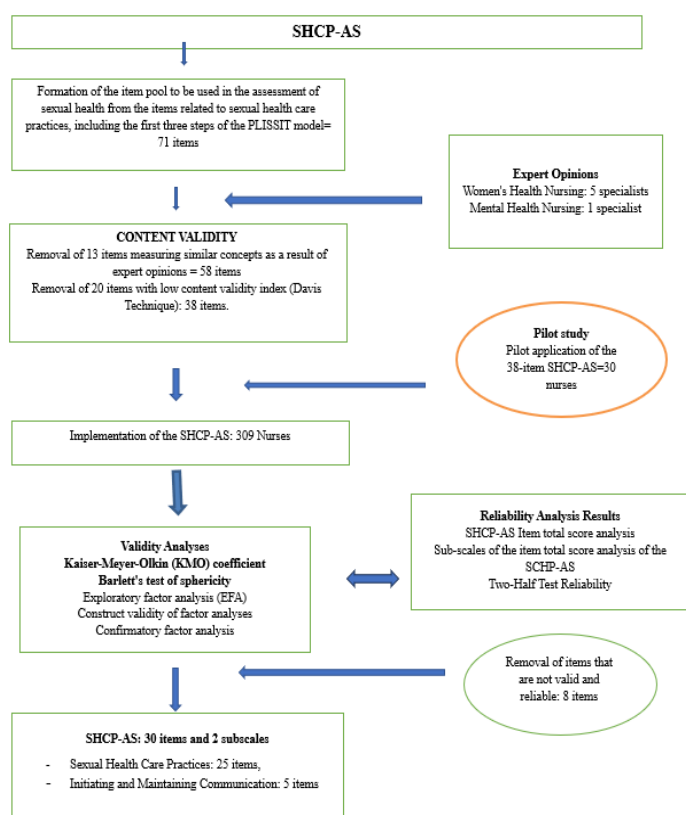 SHCP-AS
Formation of the item pool to be used in the assessment of
sexual health from the items related to sexual health care
practices, including the first three steps of the PLISSIT model=
71 items
Expert Opinions
Women's Health Nursing: 5 specialists
Mental Health Nursing: 1 specialist
CONTENT VALIDITY
Removal of 13 items measuring similar concepts as a result of
expert opinions = 58 items
Removal of 20 items with low content validity index (Davis
Technique): 38 items.
Pilot study
Pilot application of the
38-item SHCP-AS=30
nurses
Implementation of the SHCP-AS: 309 Nurses
Validity Analyses
Kaiser-Meyer-Olkin (KMO) coefficient
Barlett's test of sphericity
Exploratory factor analysis (EFA)
Construct validity of factor analyses
Confirmatory factor analysis
Reliability Analysis Results
SHCP-AS Item total score analysis
Sub-scales of the item total score analysis of the
SCHP-AS
Two-Half Test Reliability
Removal of items that
are not valid and
reliable: 8 items
SHCP-AS: 30 items and 2 subscales
- Sexual Health Care Practices: 25 items,
- Initiating and Maintaining Communication: 5 items